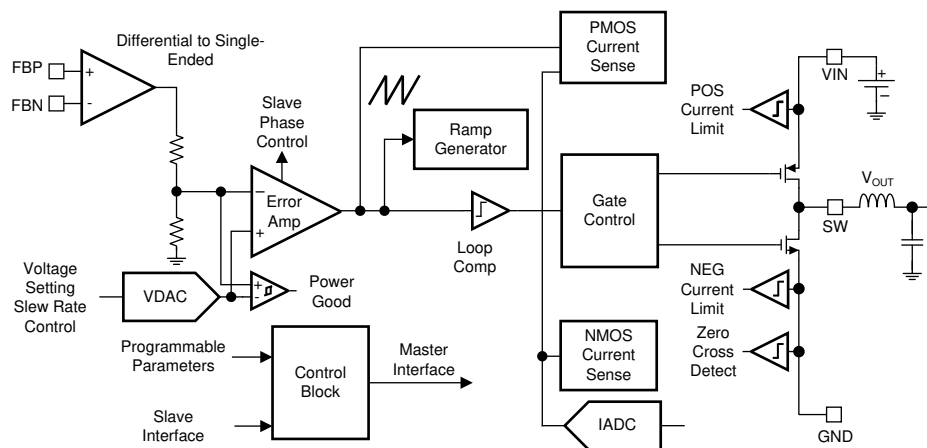 Differential to Single-
Ended
FBP
FBN
+
-
Slave
Phase
Control
Ramp
Generator
PMOS
Current
Sense
VIN
+
−
POS
Current
Limit
−
Error
Amp
+
Loop
Comp
Gate
Control
VOUT
SW
Voltage
Setting
Slew Rate
Control
VDAC
+
-
Power
Good
NEG
Current
Limit
Programmable
Parameters
Control
Block
Master
Interface
Slave
Interface
NMOS
Current
Sense
Zero
Cross
Detect
IADC
GND